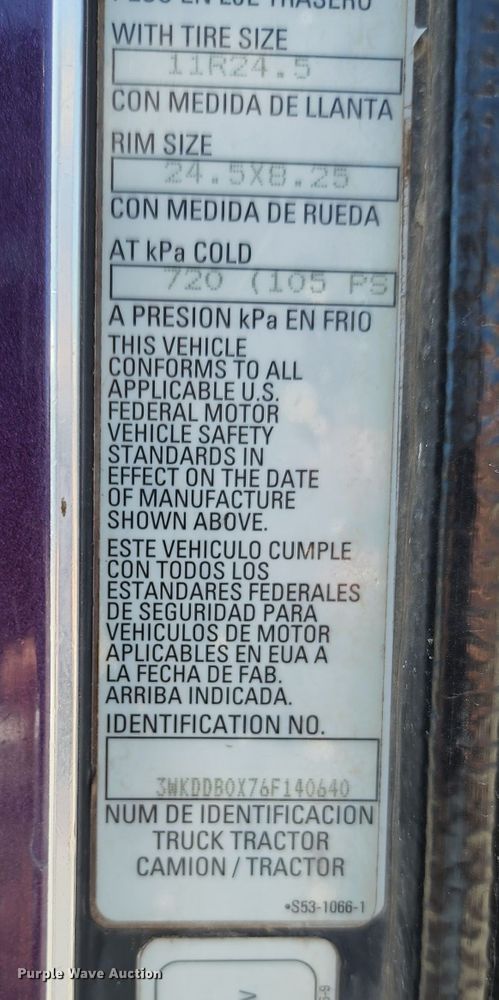 PESO EN EJE TRASERO
WITH TIRE SIZE
11R24.5
CON MEDIDA DE LLANTA
RIM SIZE
24.5X8.25
CON MEDIDA DE RUEDA
AT kPa COLD
720 (105 PS
A PRESION kPa EN FRIO
THIS VEHICLE
CONFORMS TO ALL
APPLICABLE U.S.
FEDERAL MOTOR
VEHICLE SAFETY
STANDARDS IN
EFFECT ON THE DATE
OF MANUFACTURE
SHOWN ABOVE.
ESTE VEHICULO CUMPLE
CON TODOS LOS
ESTANDARES FEDERALES
DE SEGURIDAD PARA
VEHICULOS DE MOTOR
APLICABLES EN EUA A
LA FECHA DE FAB.
ARRIBA INDICADA.
IDENTIFICATION NO.
3WKDDB0X76F140640
NUM DE IDENTIFICACION
TRUCK TRACTOR
CAMION / TRACTOR
•S53-1066-1
Purple Wave Auction